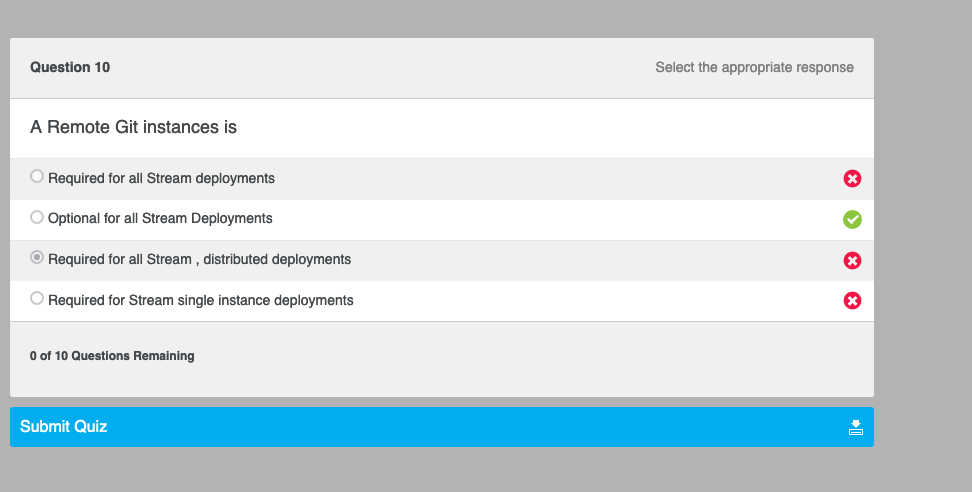 Question 10
Select the appropriate response
A Remote Git instances is
Required for all Stream deployments
Optional for all Stream Deployments
Required for all Stream , distributed deployments
Required for Stream single instance deployments
0 of 10 Questions Remaining
Submit Quiz